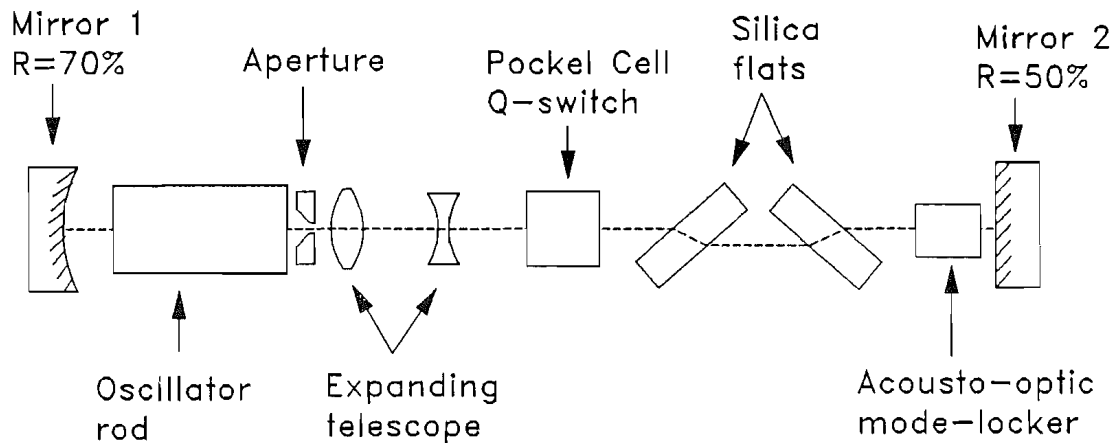 Mirror 1
R=70%
Aperture
Pockel Cell
Q-switch
Silica
flats
Mirror 2
R=50%
Oscillator
rod
Expanding
telescope
Acousto-optic
mode-locker